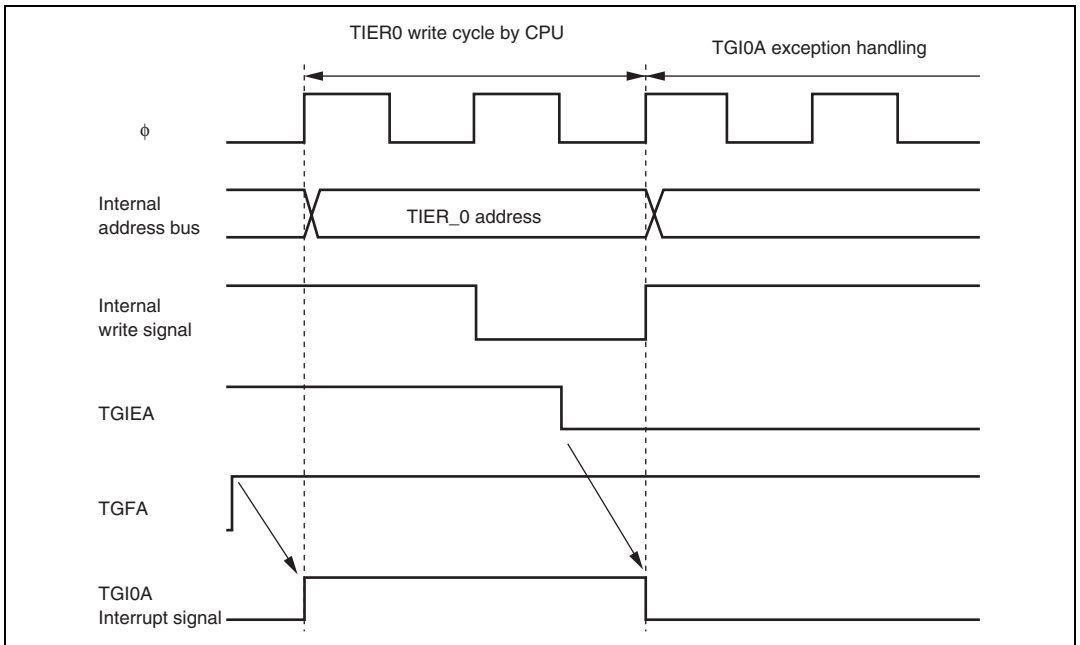 TIER0 write cycle by CPU
TGI0A exception handling
ϕ
Internal
address bus
TIER_0 address
Internal
write signal
TGIEA
TGFA
TGI0A
Interrupt signal